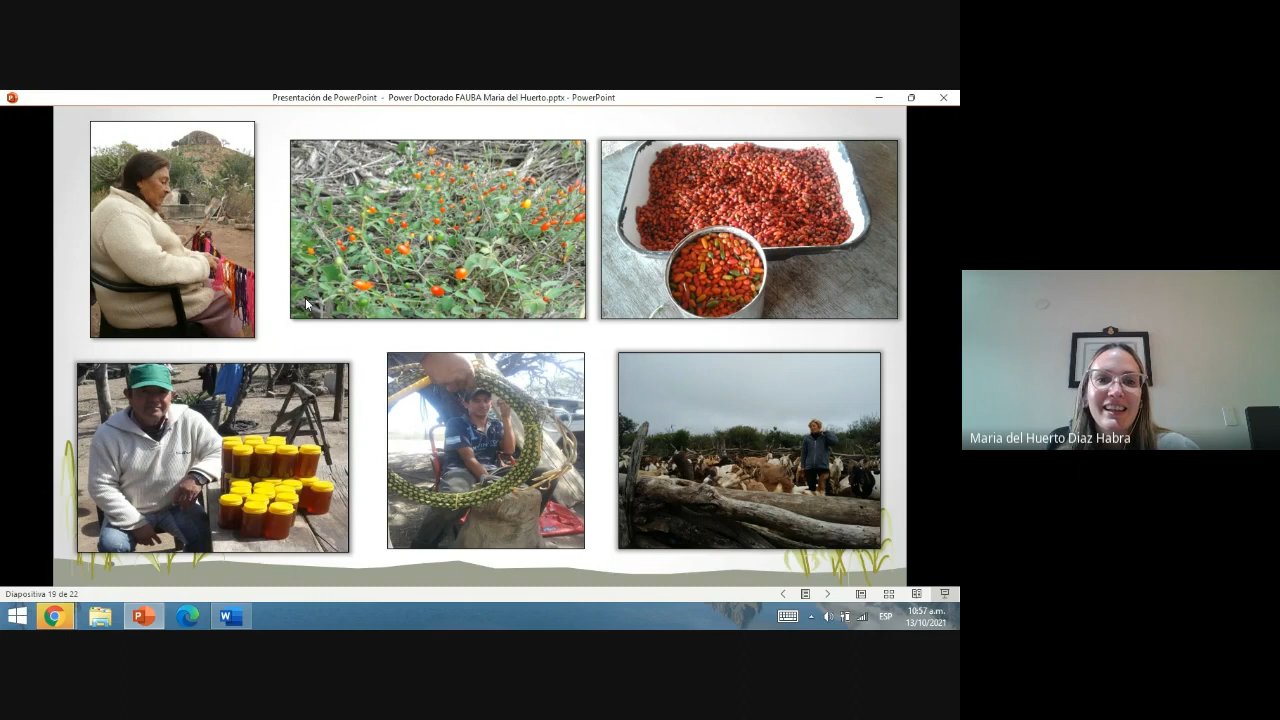 Presentación de PowerPoint - Power Doctorado FAUBA Maria del Huerto.pptx - PowerPoint
Maria del Huerto Diaz Habra
Diapositiva 19 de 22
ESP
10:57 a.m.
13/10/2021